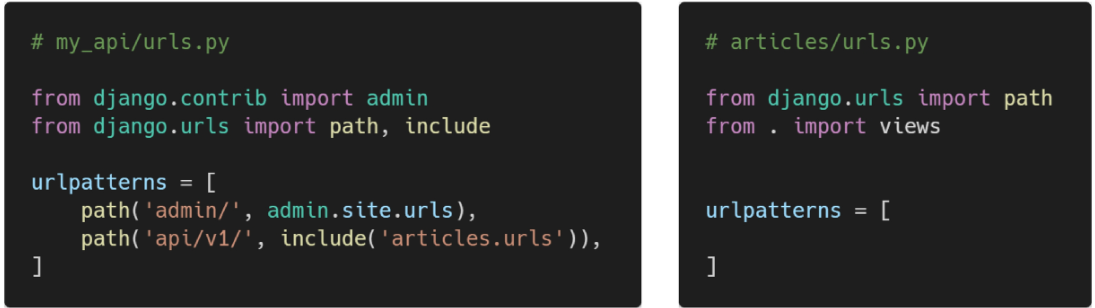 # my_api/urls.py
from django.contrib import admin
from django.urls import path, include
urlpatterns = [
    path('admin/', admin.site.urls),
    path('api/v1/', include('articles.urls')),
]
# articles/urls.py
from django.urls import path
from . import views
urlpatterns = [
]